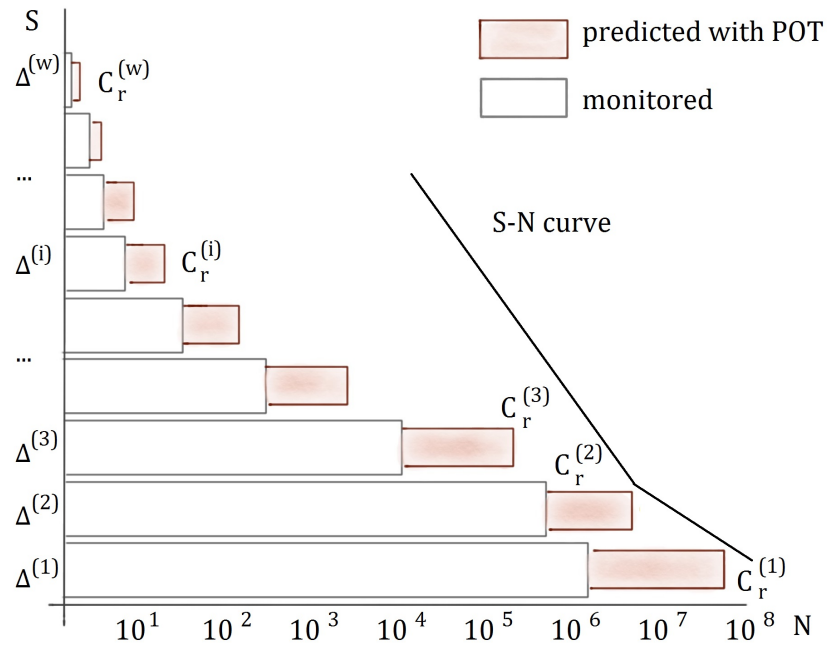 S
predicted with POT
Δ(w)
C_r^(w)
monitored
...
S-N curve
Δ(i)
C_r^(i)
...
C_r^(3)
Δ(3)
C_r^(2)
Δ(2)
Δ(1)
C_r^(1)
10^1 10^2 10^3 10^4 10^5 10^6 10^7 10^8 N